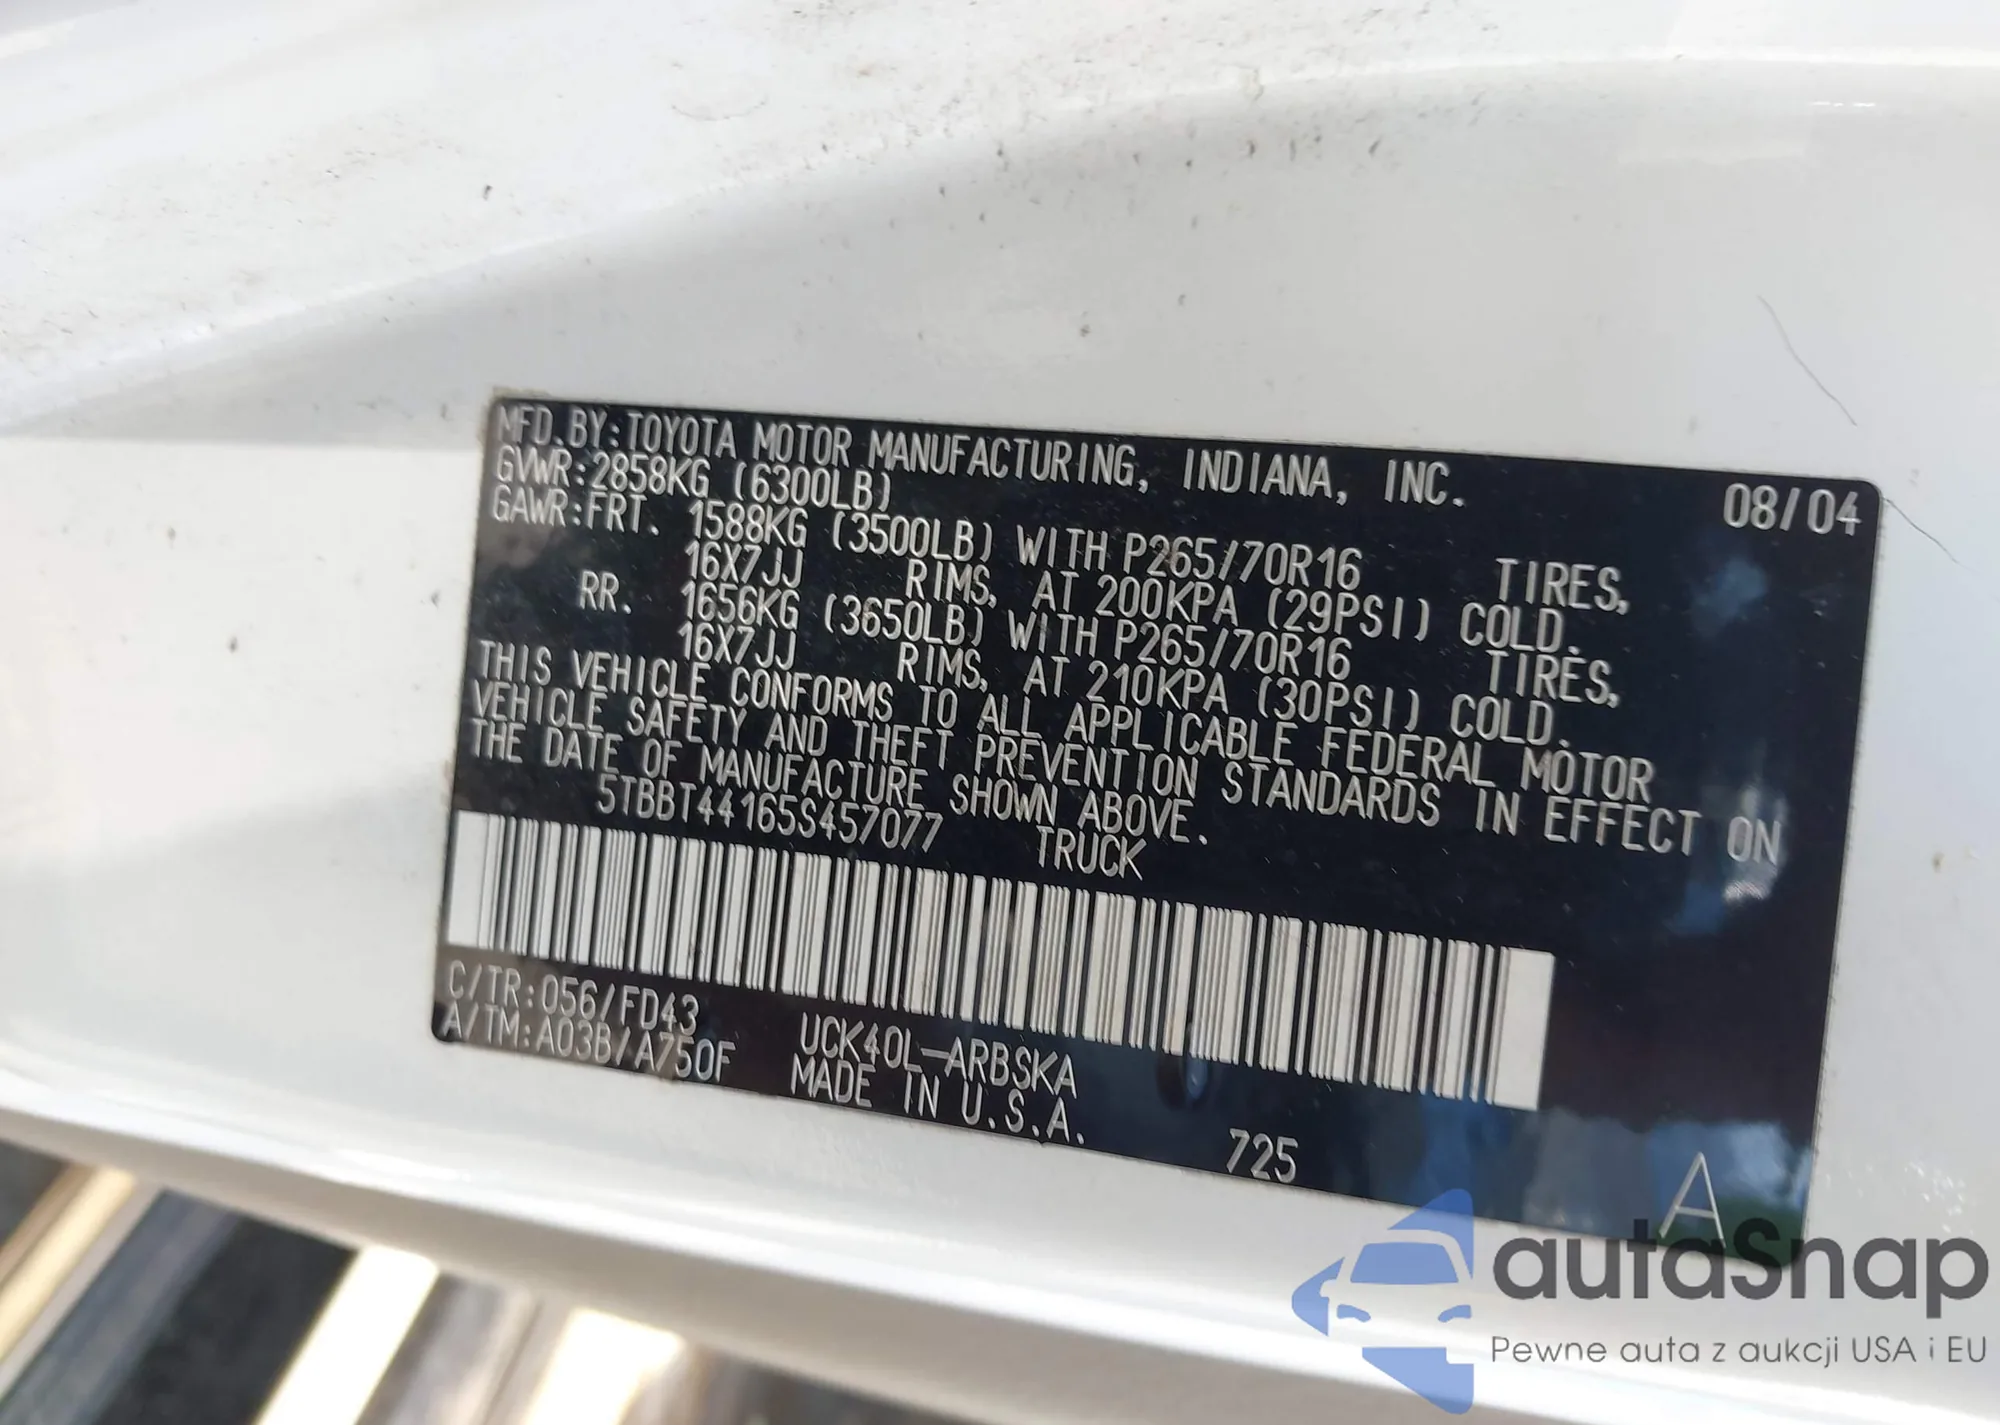 MFD.BY:TOYOTA MOTOR MANUFACTURING, INDIANA, INC. 08/04
GVWR:2858KG (6300LB)
GAWR:FRT. 1588KG (3500LB) WITH P265/70R16 TIRES,
16X7JJ RIMS, AT 200KPA (29PSI) COLD.
RR. 1656KG (3650LB) WITH P265/70R16 TIRES,
16X7JJ RIMS, AT 210KPA (30PSI) COLD.
THIS VEHICLE CONFORMS TO ALL APPLICABLE FEDERAL MOTOR
VEHICLE SAFETY AND THEFT PREVENTION STANDARDS IN EFFECT ON
THE DATE OF MANUFACTURE SHOWN ABOVE.
5TBBT44165S457077 TRUCK
C/TR:056/FD43 UCK40L-ARBSKA
A/TM:A03B/A750F MADE IN U.S.A. 725
A
autaSnap
Pewne auta z aukcji USA i EU